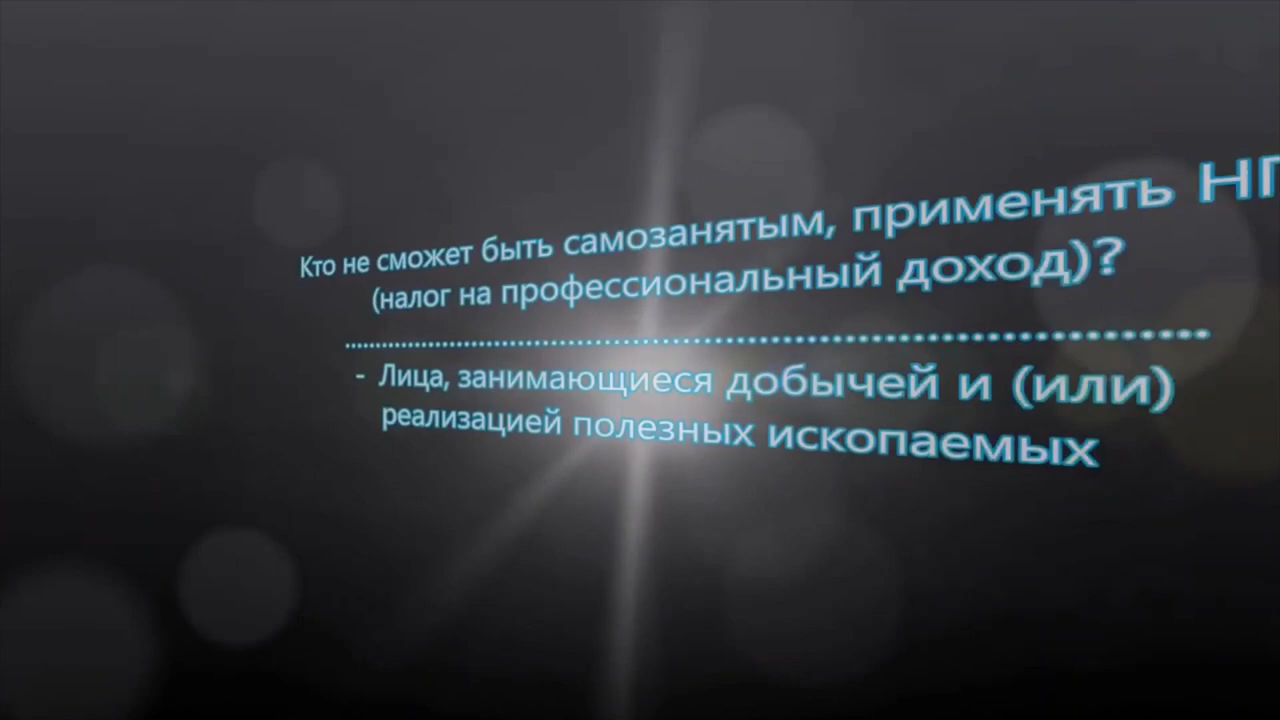 Кто не сможет быть самозанятым, применять
(налог на профессиональный доход)?
- Лица, занимающиеся добычей и (или)
реализацией полезных ископаемых